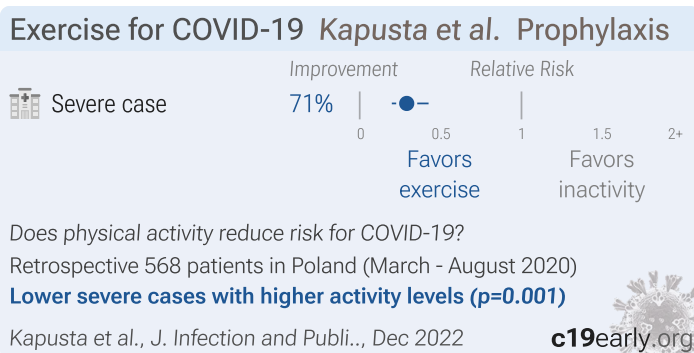 Exercise for COVID-19 Kapusta et al. Prophylaxis
Improvement Relative Risk
Severe case 71%
0 0.5 1 1.5 2+
Favors exercise Favors inactivity
Does physical activity reduce risk for COVID-19?
Retrospective 568 patients in Poland (March - August 2020)
Lower severe cases with higher activity levels (p=0.001)
Kapusta et al., J. Infection and Publi.., Dec 2022 c19early.org